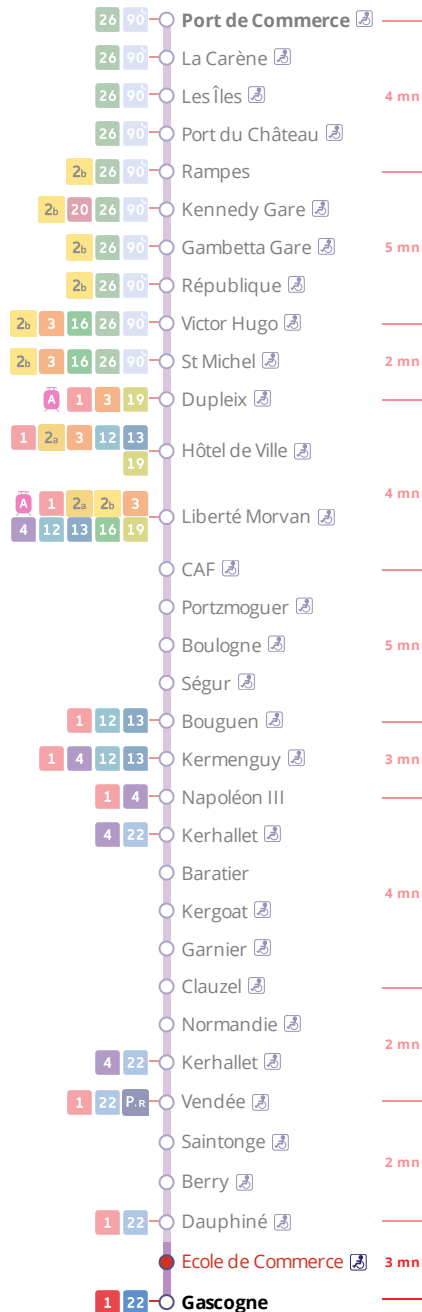 26 90 Port de Commerce
26 90 La Carène
26 90 Les Îles 4 mn
26 90 Port du Château
2b 26 90 Rampes
2b 20 26 90 Kennedy Gare
2b 26 90 Gambetta Gare 5 mn
2b 26 90 République
2b 3 16 26 90 Victor Hugo
2b 3 16 26 90 St Michel 2 mn
A 1 3 19 Dupleix
1 2a 3 12 13
19 Hôtel de Ville
4 mn
A 1 2a 2b 3
4 12 13 16 19 Liberté Morvan
CAF
Portzmoguer
Boulogne 5 mn
Ségur
1 12 13 Bouguen
1 4 12 13 Kermenguy 3 mn
1 4 Napoléon III
4 22 Kerhallet
Baratier 4 mn
Kergoat
Garnier
Clauzel
Normandie
2 mn
4 22 Kerhallet
1 22 P+R Vendée
Saintonge
2 mn
Berry
1 22 Dauphiné
Ecole de Commerce 3 mn
1 22 Gascogne